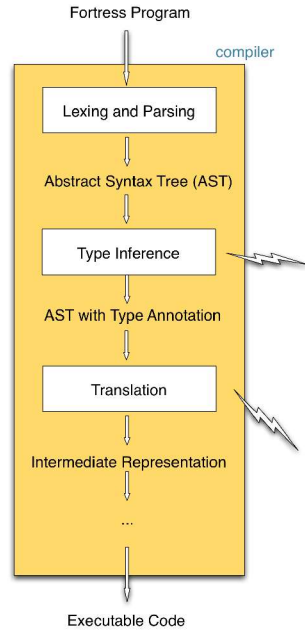 Fortress Program
compiler
Lexing and Parsing
Abstract Syntax Tree (AST)
Type Inference
AST with Type Annotation
Translation
Intermediate Representation
...
Executable Code